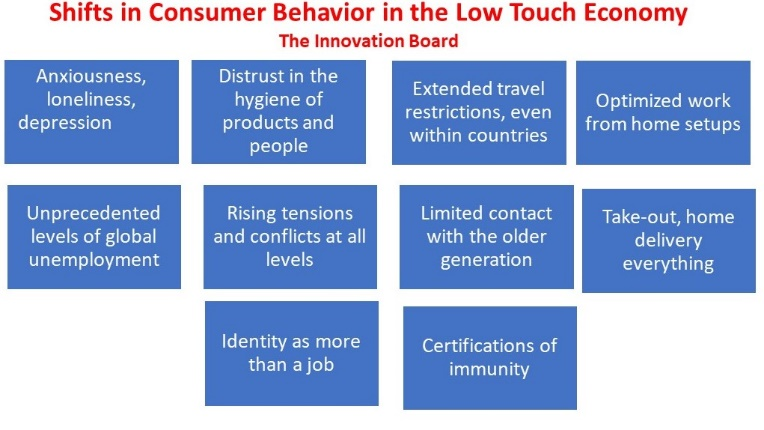 Shifts in Consumer Behavior in the Low Touch Economy
The Innovation Board
Anxiousness,
loneliness,
depression
Distrust in the
hygiene of
products and
people
Extended travel
restrictions, even
within countries
Optimized work
from home setups
Unprecedented
levels of global
unemployment
Rising tensions
and conflicts at all
levels
Limited contact
with the older
generation
Take-out, home
delivery
everything
Identity as more
than a job
Certifications of
immunity